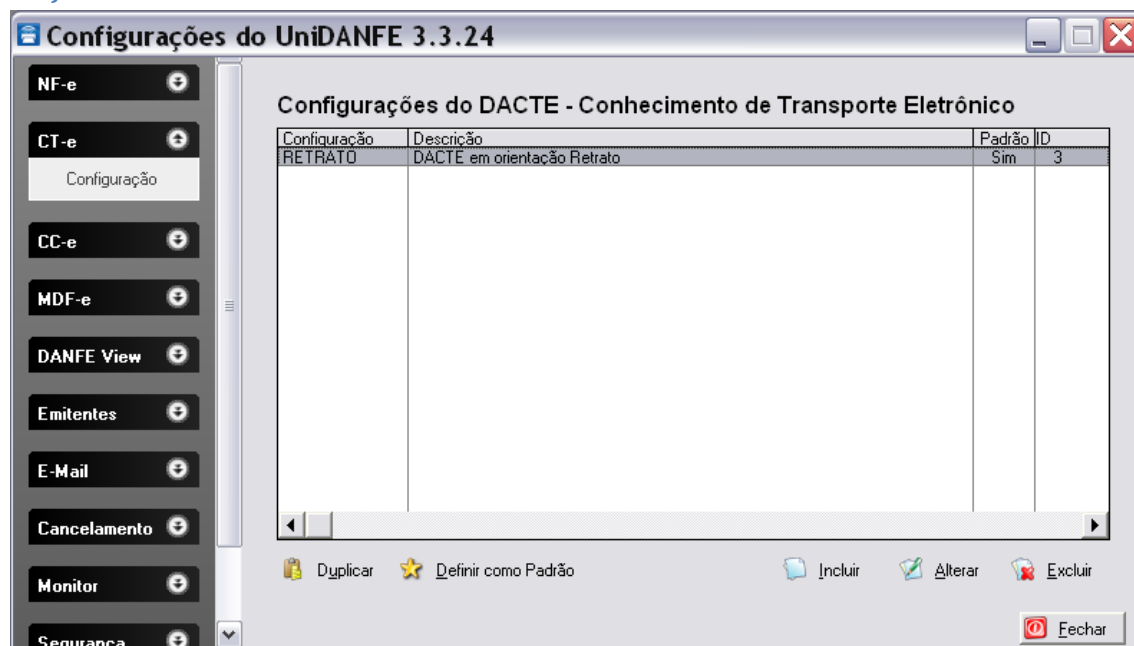 Configurações do UniDANFE 3.3.24
NF-e
CT-e
Configuração
CC-e
MDF-e
DANFE View
Emitentes
E-Mail
Cancelamento
Monitor
Segurança
Configurações do DACTE - Conhecimento de Transporte Eletrônico
Configuração Descrição Padrão ID
RETRATO DACTE em orientação Retrato Sim 3
Duplicar Definir como Padrão Incluir Alterar Excluir
Fechar